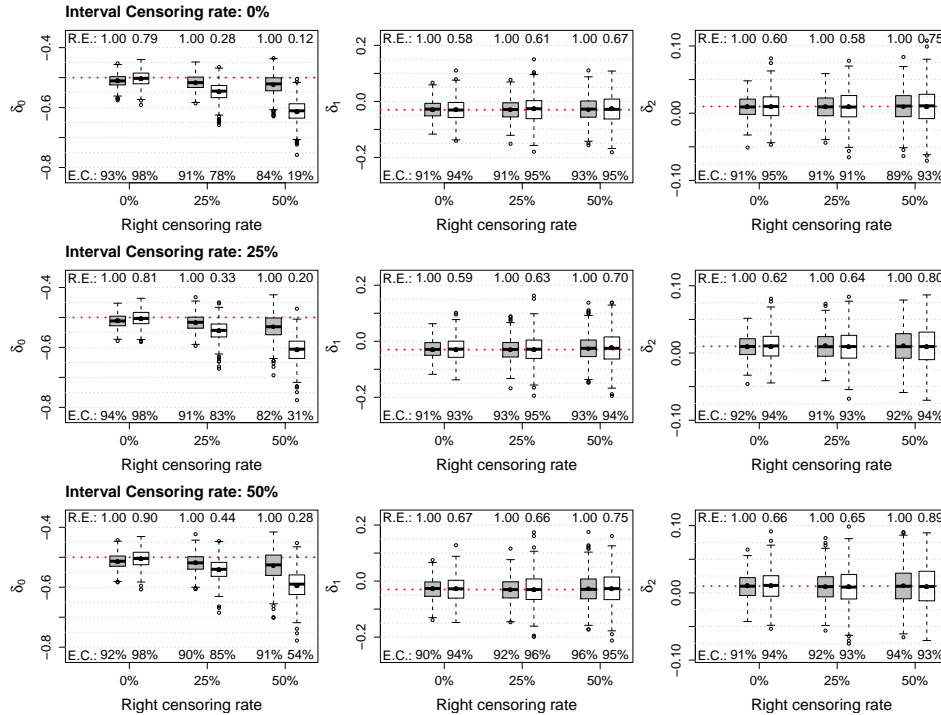 Interval Censoring rate: 0%
R.E.: 1.00 0.79 1.00 0.28 1.00 0.12
E.C.: 93% 98% 91% 78% 84% 19%
δ0
−0.4
−0.6
−0.8
0% 25% 50%
Right censoring rate
R.E.: 1.00 0.58 1.00 0.61 1.00 0.67
E.C.: 91% 94% 91% 95% 93% 95%
δ1
0.2
0.0
−0.2
0% 25% 50%
Right censoring rate
R.E.: 1.00 0.60 1.00 0.58 1.00 0.75
E.C.: 91% 95% 91% 91% 89% 93%
δ2
0.10
0.00
−0.10
0% 25% 50%
Right censoring rate
Interval Censoring rate: 25%
R.E.: 1.00 0.81 1.00 0.33 1.00 0.20
E.C.: 94% 98% 91% 83% 82% 31%
δ0
−0.4
−0.6
−0.8
0% 25% 50%
Right censoring rate
R.E.: 1.00 0.59 1.00 0.63 1.00 0.70
E.C.: 91% 93% 93% 95% 93% 94%
δ1
0.2
0.0
−0.2
0% 25% 50%
Right censoring rate
R.E.: 1.00 0.62 1.00 0.64 1.00 0.80
E.C.: 92% 94% 91% 93% 92% 94%
δ2
0.10
0.00
−0.10
0% 25% 50%
Right censoring rate
Interval Censoring rate: 50%
R.E.: 1.00 0.90 1.00 0.44 1.00 0.28
E.C.: 92% 98% 90% 85% 91% 54%
δ0
−0.4
−0.6
−0.8
0% 25% 50%
Right censoring rate
R.E.: 1.00 0.67 1.00 0.66 1.00 0.75
E.C.: 90% 94% 92% 96% 96% 95%
δ1
0.2
0.0
−0.2
0% 25% 50%
Right censoring rate
R.E.: 1.00 0.66 1.00 0.65 1.00 0.89
E.C.: 91% 94% 92% 93% 94% 93%
δ2
0.10
0.00
−0.10
0% 25% 50%
Right censoring rate